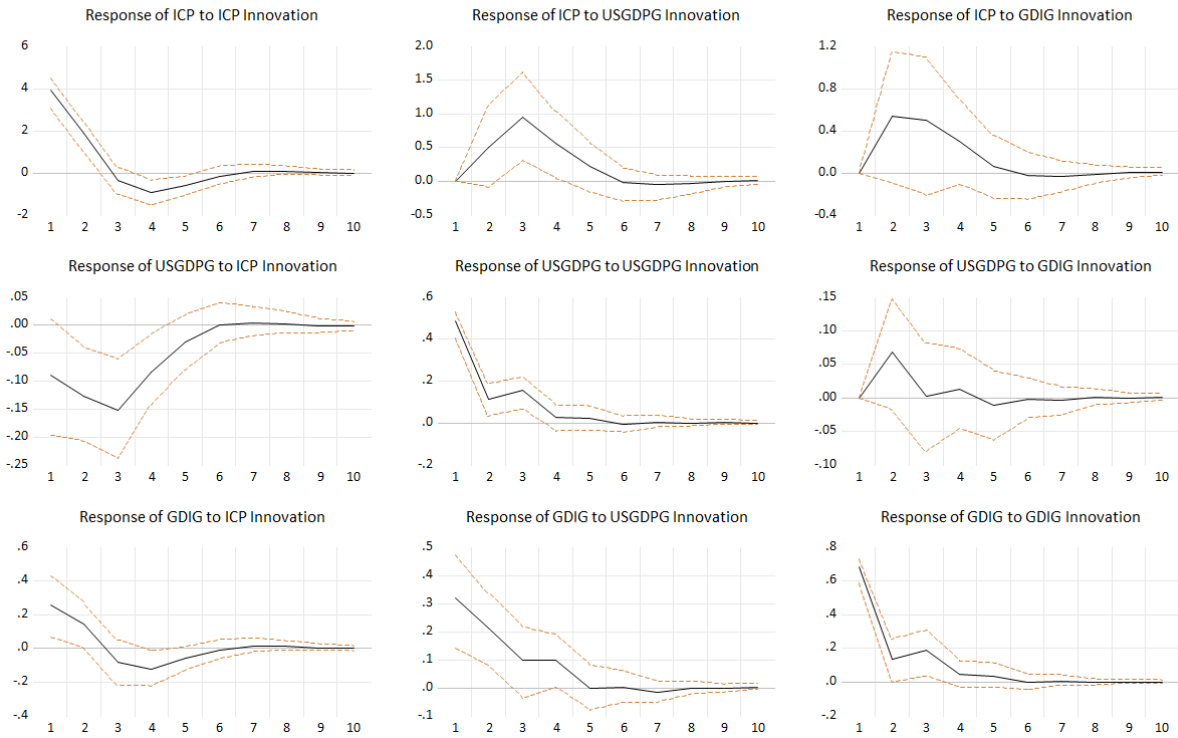 Response of ICP to ICP Innovation
6
4
2
0
-2
1 2 3 4 5 6 7 8 9 10
Response of ICP to USGDPG Innovation
2.0
1.5
1.0
0.5
0.0
-0.5
1 2 3 4 5 6 7 8 9 10
Response of ICP to GDIG Innovation
1.2
0.8
0.4
0.0
-0.4
1 2 3 4 5 6 7 8 9 10
Response of USGDPG to ICP Innovation
.05
.00
-.05
-.10
-.15
-.20
-.25
1 2 3 4 5 6 7 8 9 10
Response of USGDPG to USGDPG Innovation
.6
.4
.2
.0
-.2
1 2 3 4 5 6 7 8 9 10
Response of USGDPG to GDIG Innovation
.15
.10
.05
.00
-.05
-.10
1 2 3 4 5 6 7 8 9 10
Response of GDIG to ICP Innovation
.6
.4
.2
.0
-.2
-.4
1 2 3 4 5 6 7 8 9 10
Response of GDIG to USGDPG Innovation
.5
.4
.3
.2
.1
.0
-.1
1 2 3 4 5 6 7 8 9 10
Response of GDIG to GDIG Innovation
.8
.6
.4
.2
.0
-.2
1 2 3 4 5 6 7 8 9 10